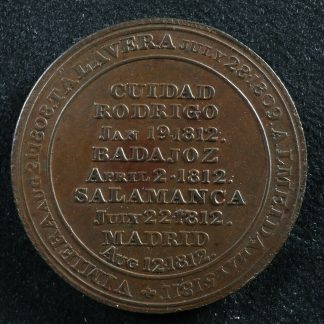 VIMIERA AUG 21 1808. TALAVERA JULY 28. 1809. ALMEIDA
CUIDAD
RODRIGO
JAN 19. 1812.
BADAJOZ
APRIL 2. 1812.
SALAMANCA
JULY 22 1812.
MADRID
AUG 12. 1812.